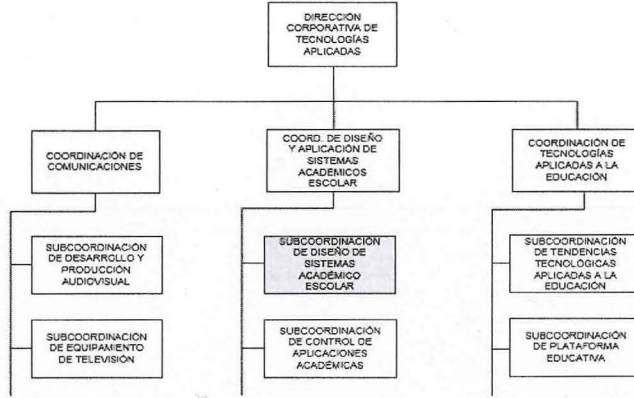 DIRECCIÓN
CORPORATIVA DE
TECNOLOGÍAS
APLICADAS
COORDINACIÓN DE
COMUNICACIONES
COORD. DE DISEÑO
Y APLICACIÓN DE
SISTEMAS
ACADÉMICOS
ESCOLAR
COORDINACIÓN DE
TECNOLOGÍAS
APLICADAS A LA
EDUCACIÓN
SUBCOORDINACIÓN
DE DESARROLLO Y
PRODUCCIÓN
AUDIOVISUAL
SUBCOORDINACIÓN
DE DISEÑO DE
SISTEMAS
ACADÉMICO
ESCOLAR
SUBCOORDINACIÓN
DE TENDENCIAS
TECNOLÓGICAS
APLICADAS A LA
EDUCACIÓN
SUBCOORDINACIÓN
DE EQUIPAMIENTO
DE TELEVISIÓN
SUBCOORDINACIÓN
DE CONTROL DE
APLICACIONES
ACADÉMICAS
SUBCOORDINACIÓN
DE PLATAFORMA
EDUCATIVA